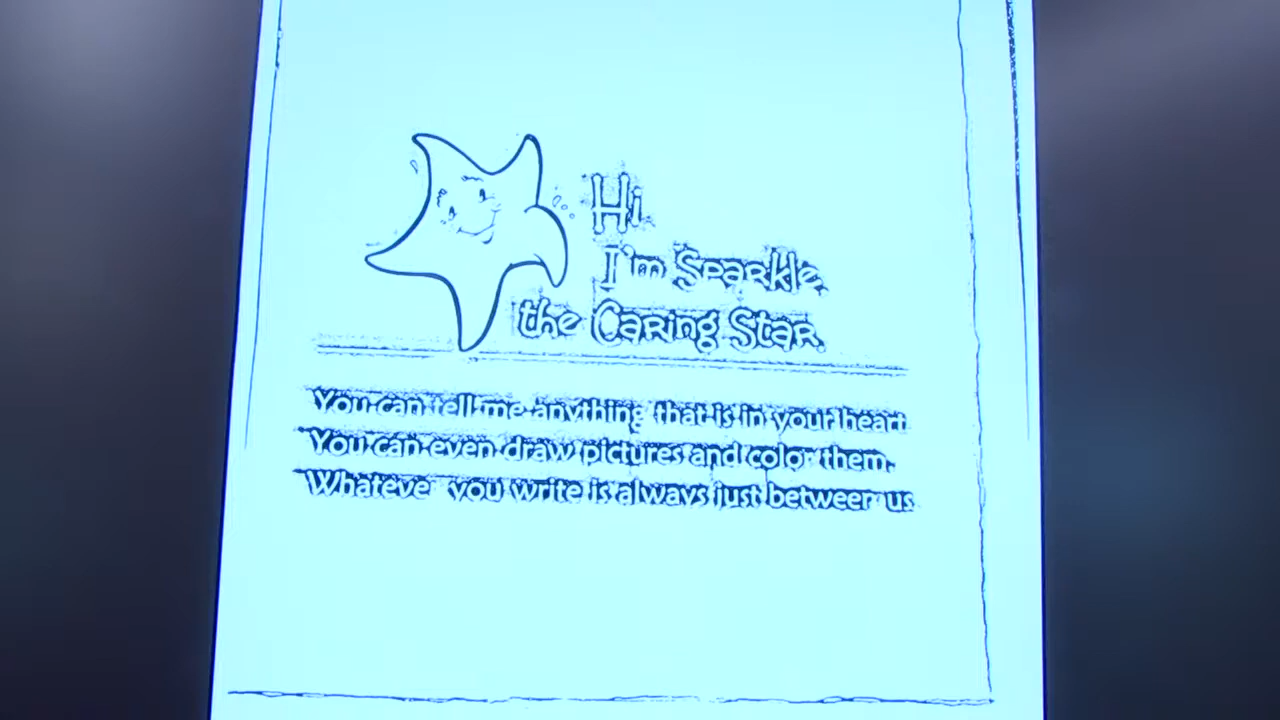 Hi,
I'm Sparkle,
the Caring Star.
You can tell me anything that is in your heart.
You can even draw pictures and color them.
Whatever you write is always just between us.